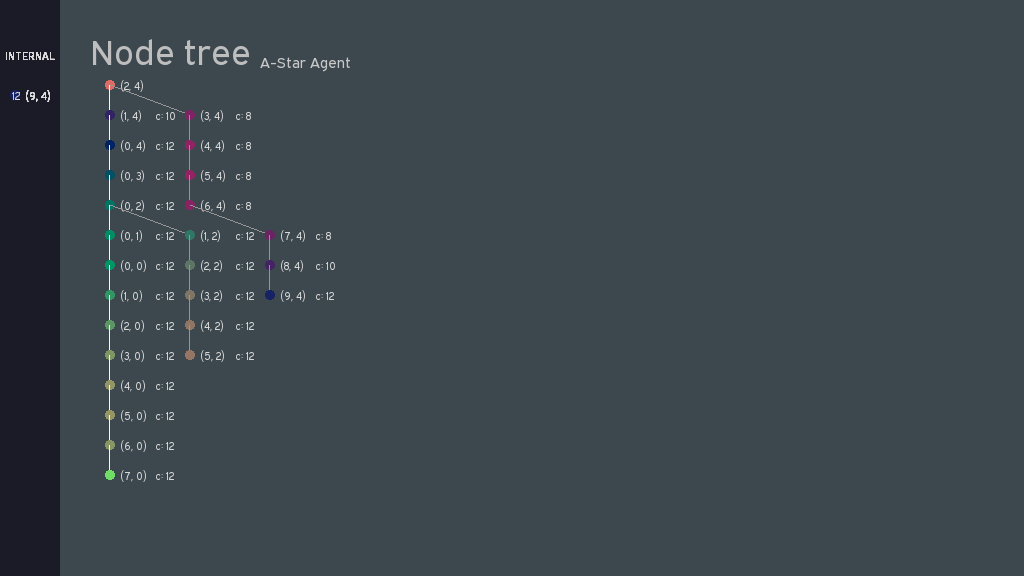 Node tree A-Star Agent
INTERNAL
(2, 4)
12 (9, 4)
(1, 4) c:10 (3, 4) c:8
(0, 4) c:12 (4, 4) c:8
(0, 3) c:12 (5, 4) c:8
(0, 2) c:12 (6, 4) c:8
(0, 1) c:12 (1, 2) c:12 (7, 4) c:8
(0, 0) c:12 (2, 2) c:12 (8, 4) c:10
(1, 0) c:12 (3, 2) c:12 (9, 4) c:12
(2, 0) c:12 (4, 2) c:12
(3, 0) c:12 (5, 2) c:12
(4, 0) c:12
(5, 0) c:12
(6, 0) c:12
(7, 0) c:12